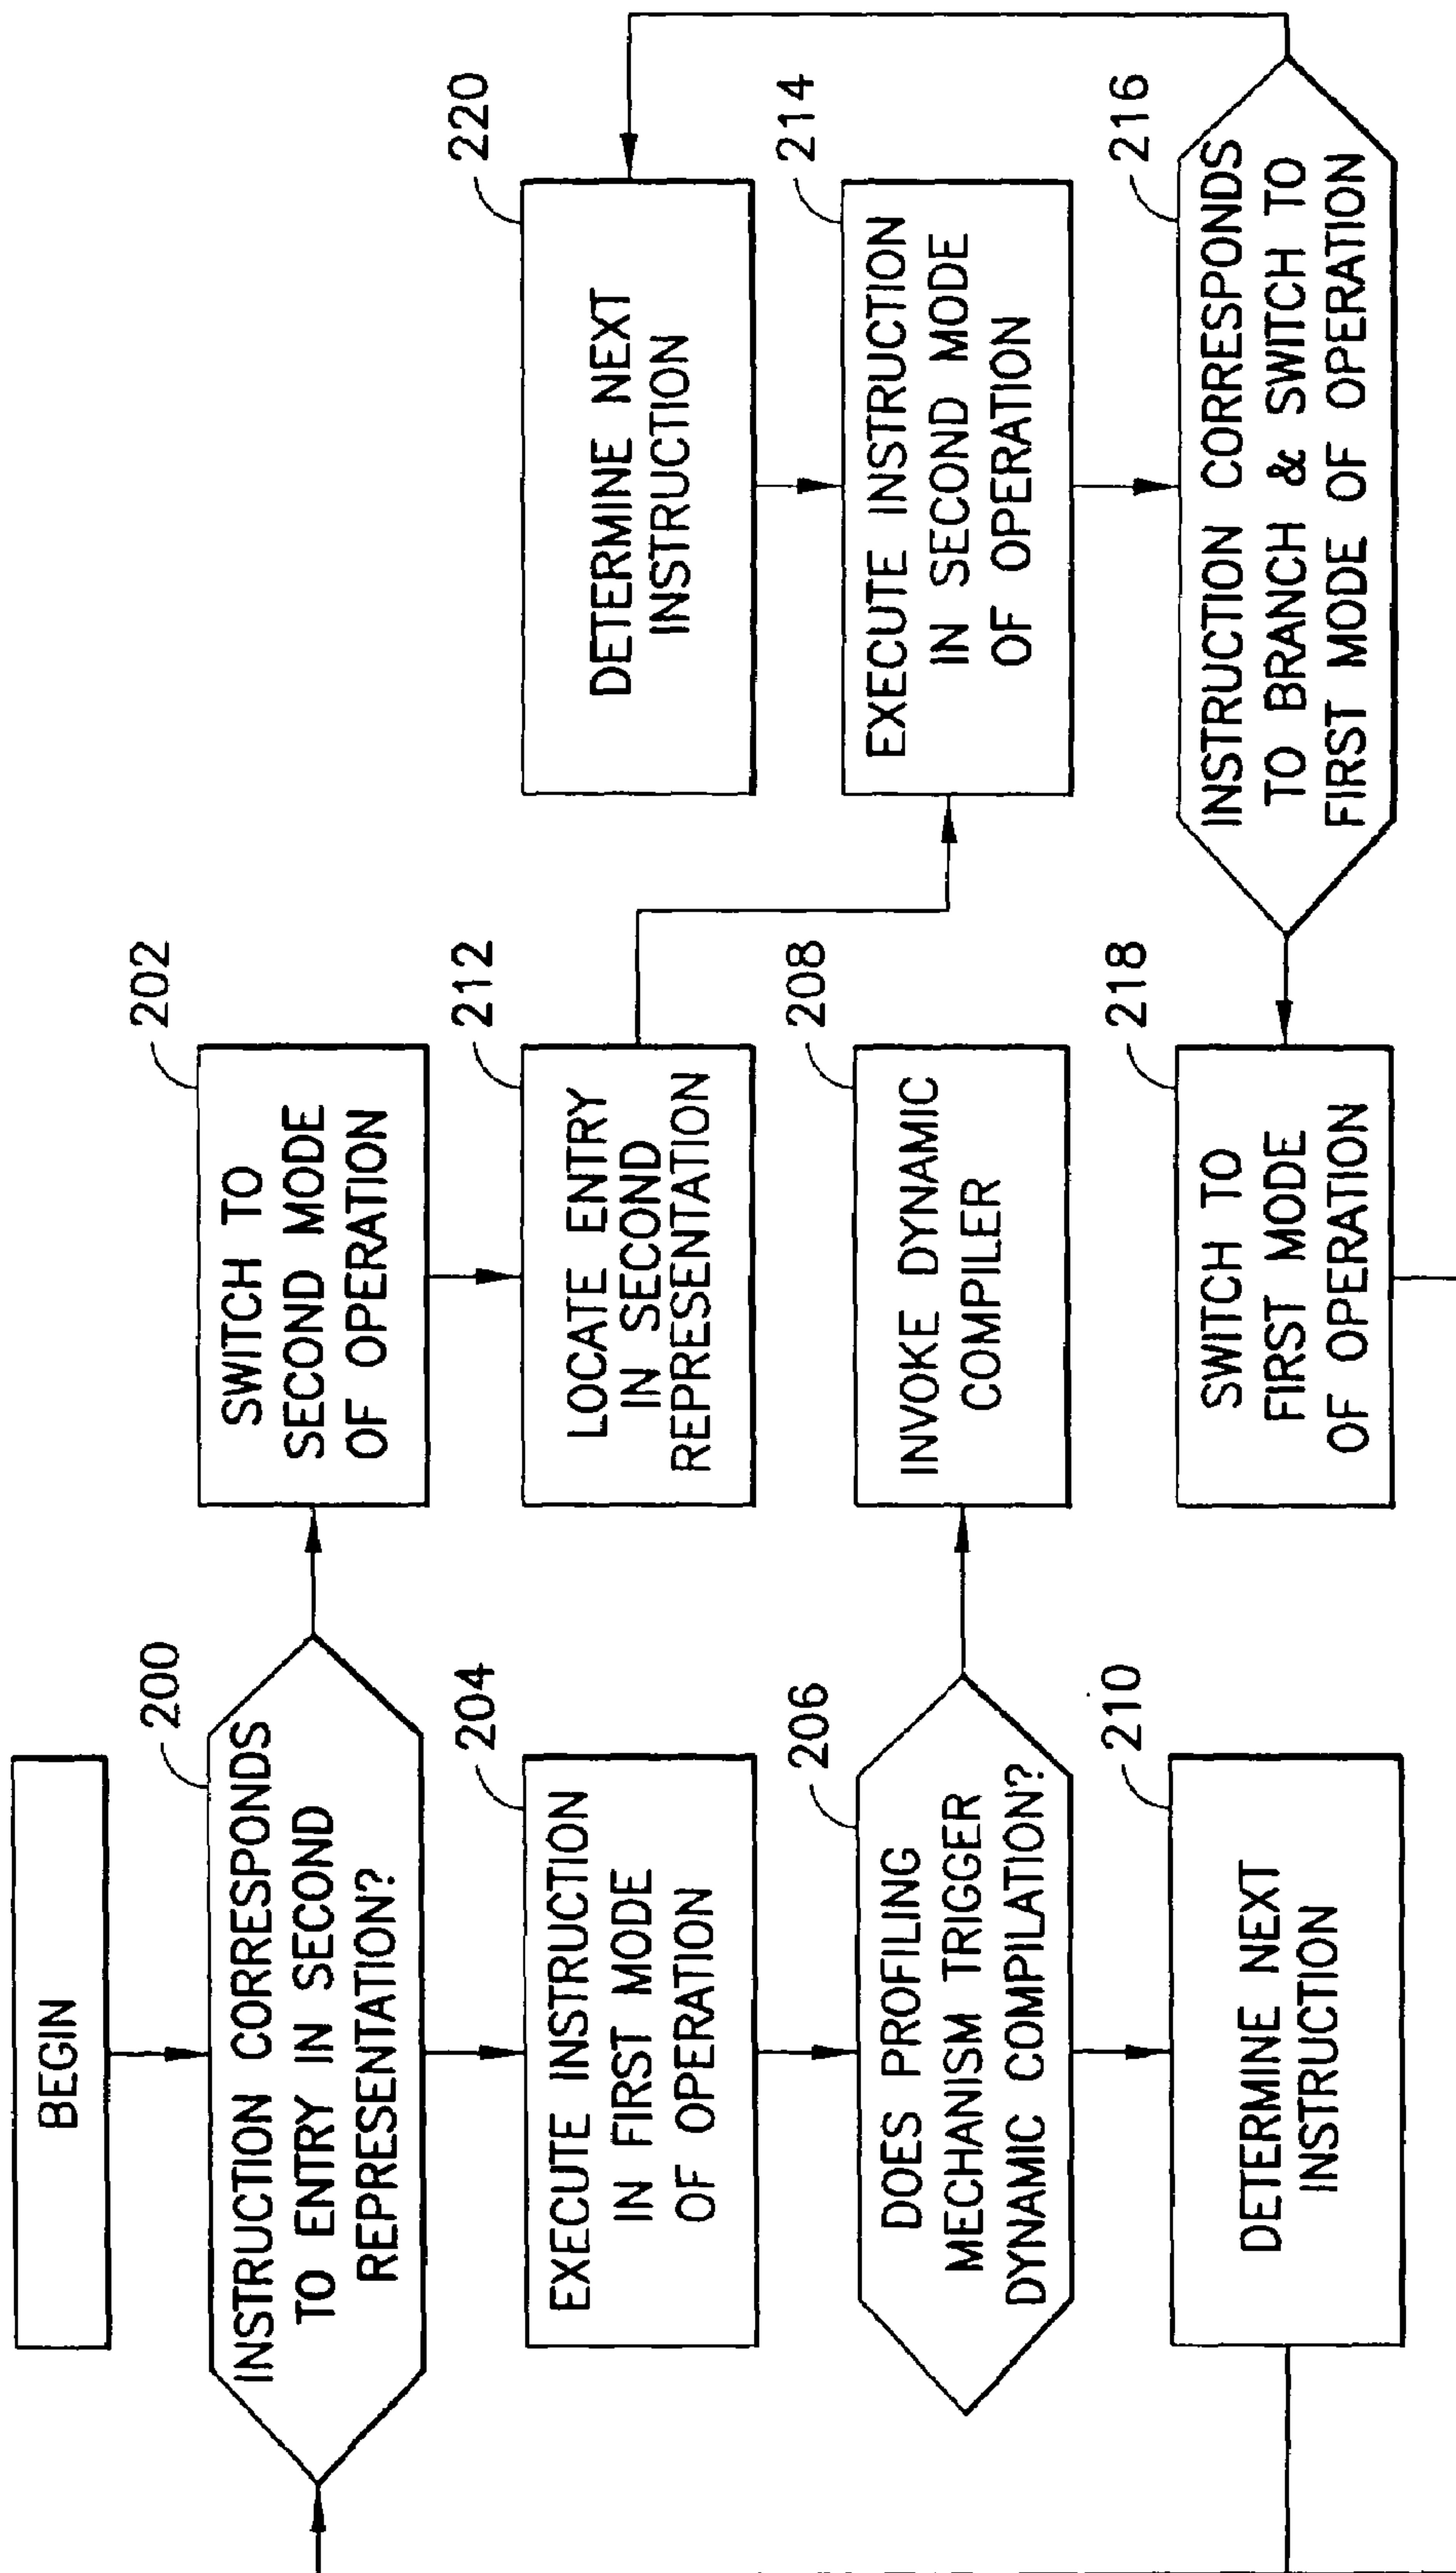 BEGIN
200
INSTRUCTION CORRESPONDS
TO ENTRY IN SECOND
REPRESENTATION?
202
SWITCH TO
SECOND MODE
OF OPERATION
204
EXECUTE INSTRUCTION
IN FIRST MODE
OF OPERATION
212
LOCATE ENTRY
IN SECOND
REPRESENTATION
220
DETERMINE NEXT
INSTRUCTION
206
DOES PROFILING
MECHANISM TRIGGER
DYNAMIC COMPILATION?
208
INVOKE DYNAMIC
COMPILER
214
EXECUTE INSTRUCTION
IN SECOND MODE
OF OPERATION
210
DETERMINE NEXT
INSTRUCTION
218
SWITCH TO
FIRST MODE
OF OPERATION
216
INSTRUCTION CORRESPONDS
TO BRANCH & SWITCH TO
FIRST MODE OF OPERATION